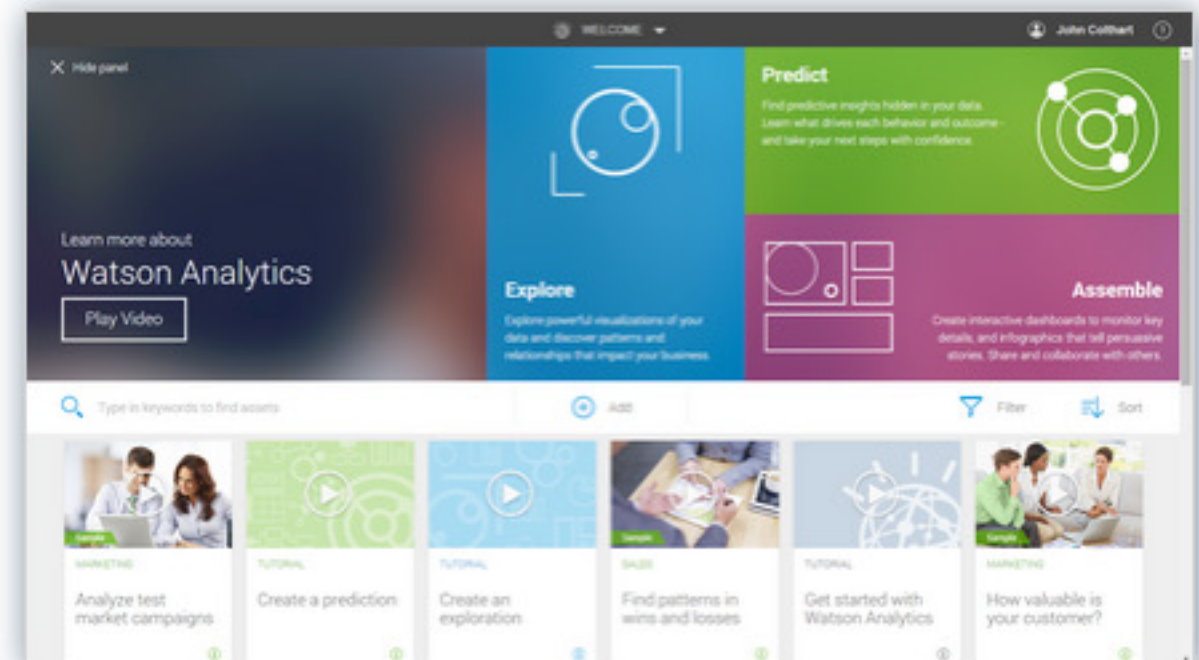 WELCOME
John Colthart
Hide panel
Learn more about
Watson Analytics
Play Video
Explore
Explore powerful visualizations of your
data and discover patterns and
relationships that impact your business.
Predict
Find predictive insights hidden in your data.
Learn what drives each behavior and outcome -
and take your next steps with confidence.
Assemble
Create interactive dashboards to monitor key
details, and infographics that tell persuasive
stories. Share and collaborate with others.
Type in keywords to find assets
Add
Filter
Sort
Sample
MARKETING
Analyze test
market campaigns
TUTORIAL
Create a prediction
TUTORIAL
Create an
exploration
Sample
SALES
Find patterns in
wins and losses
TUTORIAL
Get started with
Watson Analytics
Sample
MARKETING
How valuable is
your customer?